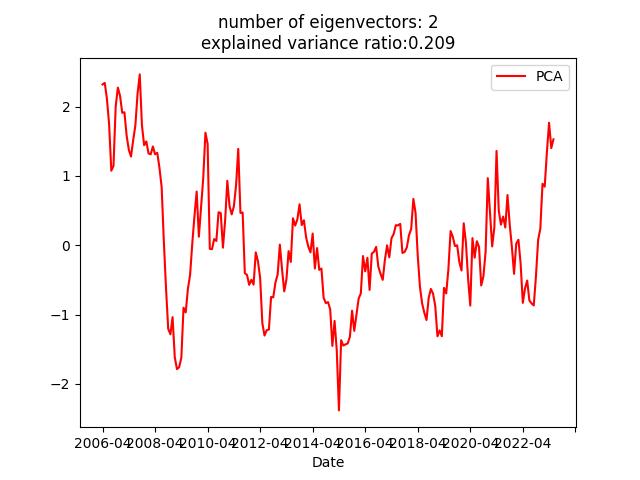 number of eigenvectors: 2
explained variance ratio:0.209
PCA
2
1
0
−1
−2
2006-04 2008-04 2010-04 2012-04 2014-04 2016-04 2018-04 2020-04 2022-04
Date